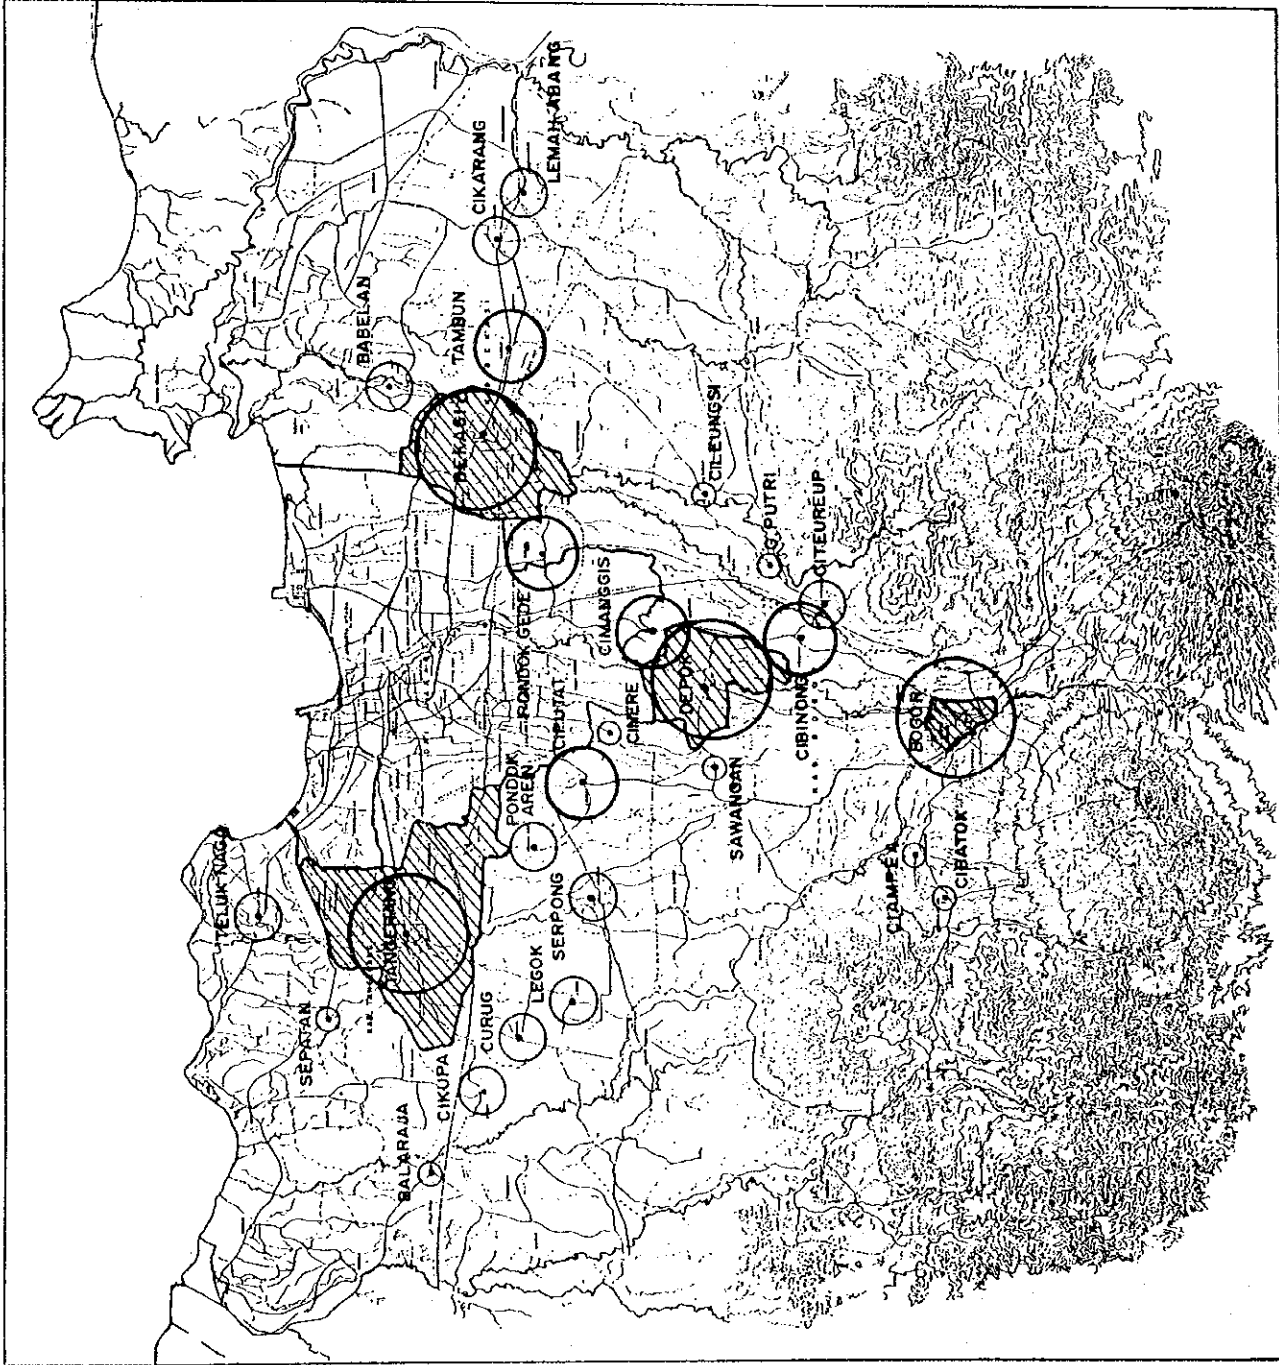 TELUK NAGA
SEPATAN
BALARAJA
CIKUPA
CURUG
LEGOK
SERPONG
TANGERANG
PONDOK
AREN
CIPUTAT
PONDOK GEDE
CINERE
SAWANGAN
CIMANGGIS
DEPOK
CIBINONG
CITEUREUP
G. PUTRI
CILEUNGSI
BEKASI
BABELAN
TAMBUN
CIKARANG
LEMAH ABANG
BOGOR
CIAMPEA
CIBATOK